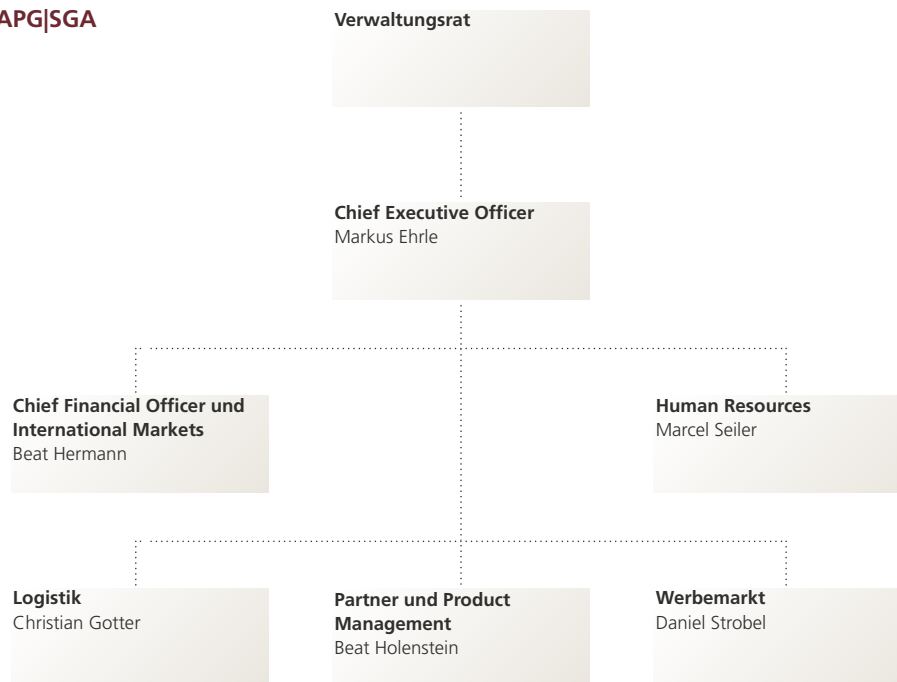 APG|SGA
Verwaltungsrat
Chief Executive Officer
Markus Ehrle
Chief Financial Officer und
International Markets
Beat Hermann
Human Resources
Marcel Seiler
Logistik
Christian Gotter
Partner und Product
Management
Beat Holenstein
Werbemarkt
Daniel Strobel